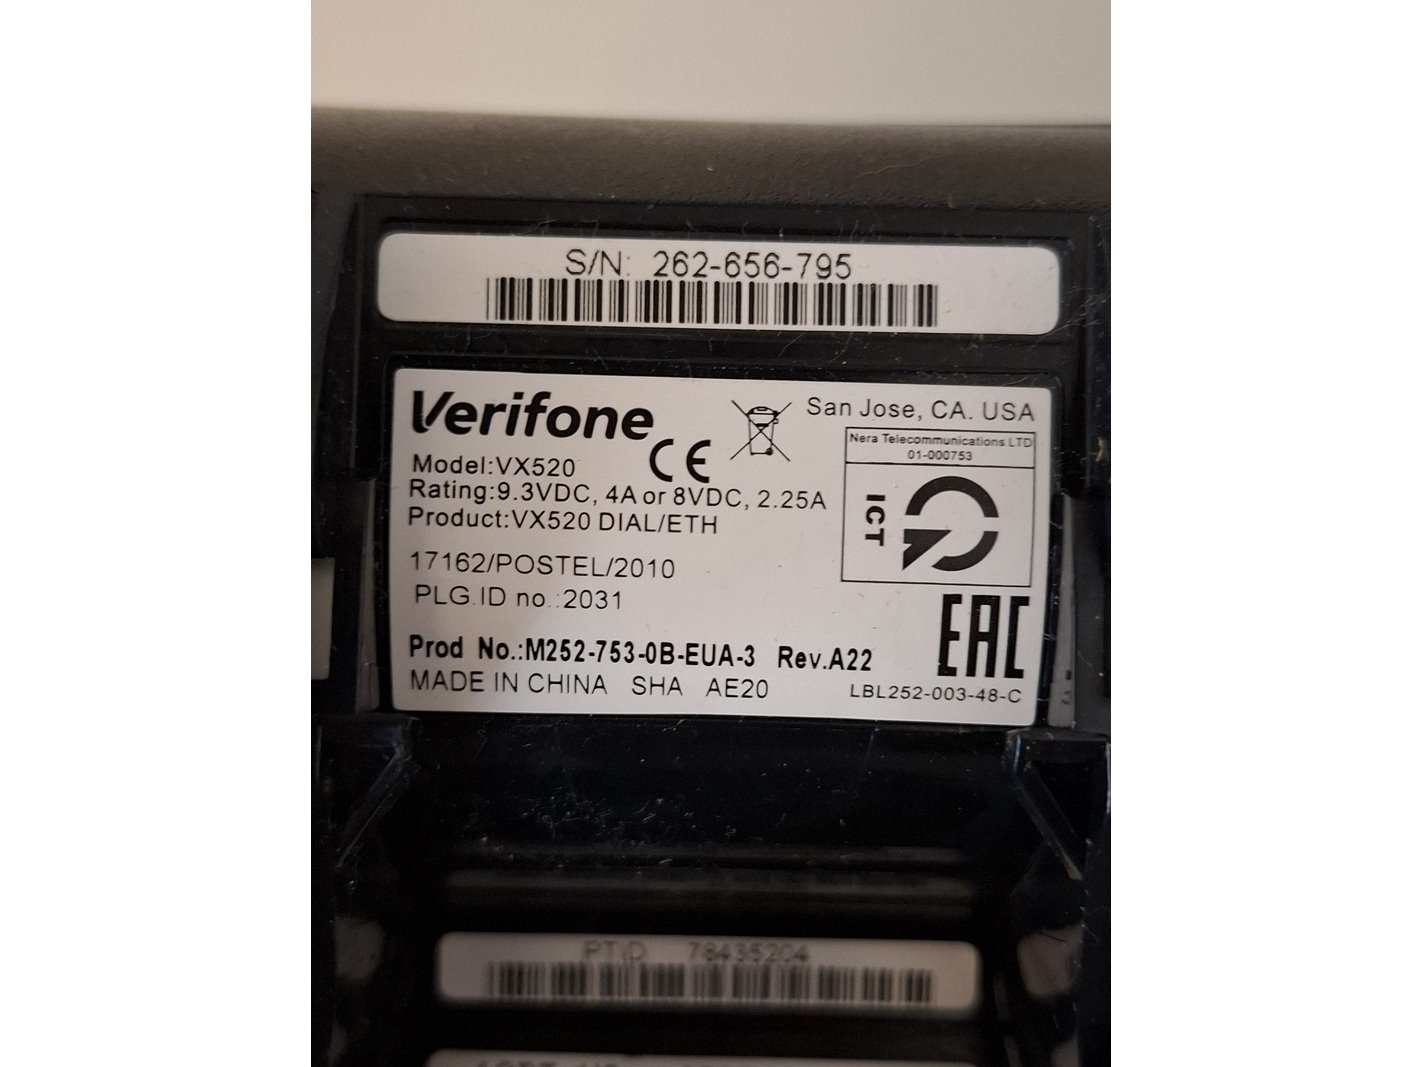 S/N: 262-656-795
Verifone
CE
San Jose, CA. USA
Nera Telecommunications LTD
01-000753
ICT
Model:VX520
Rating:9.3VDC, 4A or 8VDC, 2.25A
Product:VX520 DIAL/ETH
17162/POSTEL/2010
PLG.ID no.:2031
EAC
Prod No.:M252-753-0B-EUA-3 Rev.A22
MADE IN CHINA SHA AE20
LBL252-003-48-C
PTID 78435204